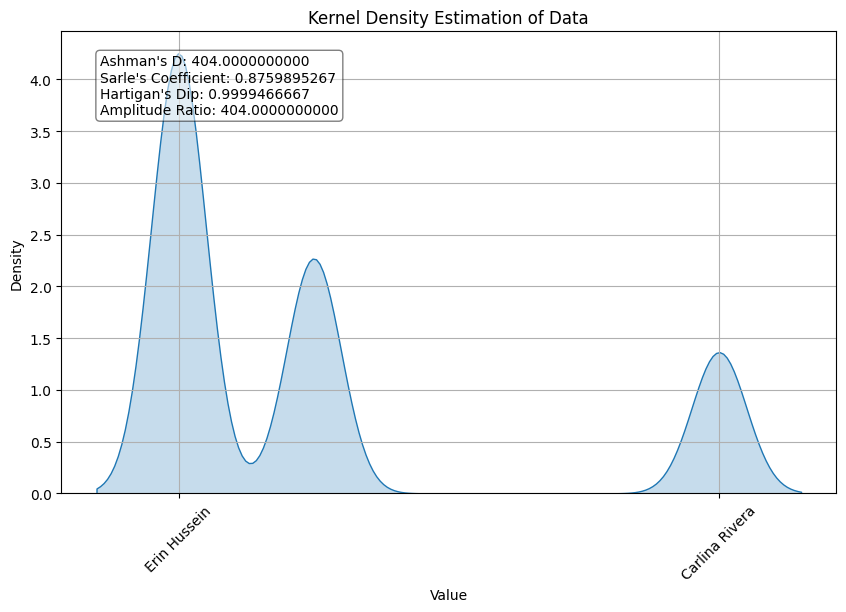 Kernel Density Estimation of Data
Ashman's D: 404.0000000000
Sarle's Coefficient: 0.8759895267
Hartigan's Dip: 0.9999466667
Amplitude Ratio: 404.0000000000
Density
4.0
3.5
3.0
2.5
2.0
1.5
1.0
0.5
0.0
Erin Hussein
Carlina Rivera
Value